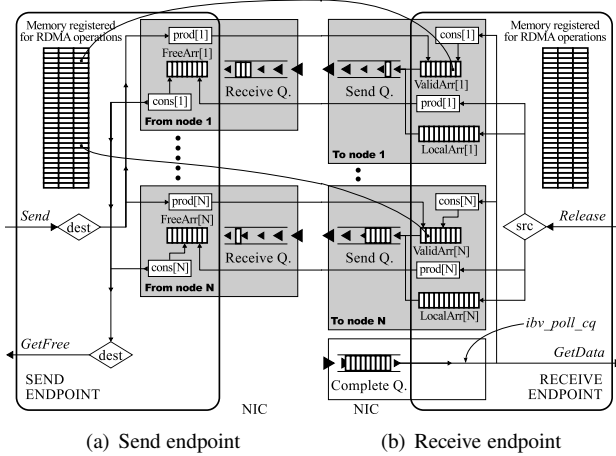 Memory registered
for RDMA operations
prod[1]
FreeArr[1]
cons[1]
From node 1
Receive Q.
Send Q.
cons[1]
ValidArr[1]
prod[1]
LocalArr[1]
To node 1
Memory registered
for RDMA operations
Send
dest
prod[N]
FreeArr[N]
cons[N]
From node N
Receive Q.
Send Q.
cons[N]
ValidArr[N]
prod[N]
LocalArr[N]
To node N
src
Release
GetFree
dest
SEND
ENDPOINT
NIC
Complete Q.
NIC
ibv_poll_cq
GetData
RECEIVE
ENDPOINT
(a) Send endpoint
(b) Receive endpoint